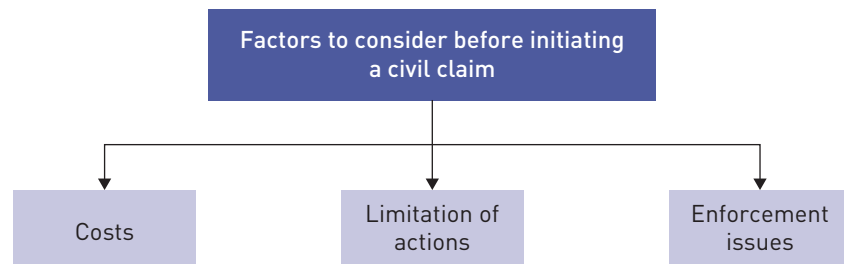 Factors to consider before initiating
a civil claim
Costs
Limitation of
actions
Enforcement
issues